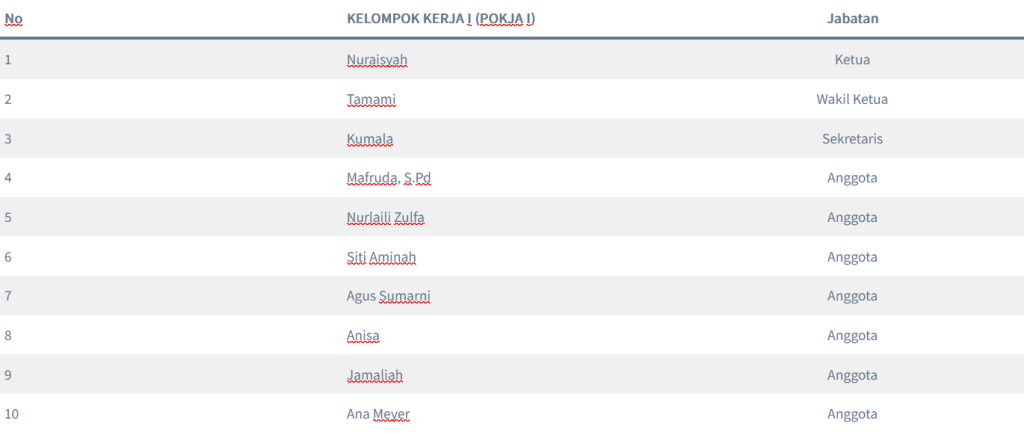 No KELOMPOK KERJA I (POKJA I) Jabatan
1 Nuraisyah Ketua
2 Tamami Wakil Ketua
3 Kumala Sekretaris
4 Mafruda, S.Pd Anggota
5 Nurlaili Zulfa Anggota
6 Siti Aminah Anggota
7 Agus Sumarni Anggota
8 Anisa Anggota
9 Jamaliah Anggota
10 Ana Meyer Anggota